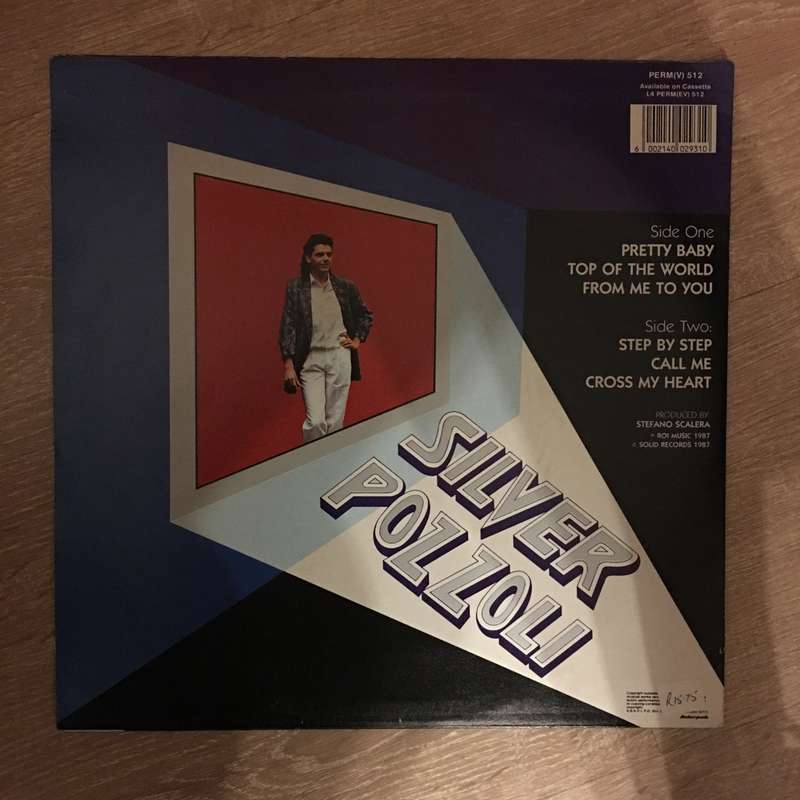 PERM(V) 512
Available on Cassette
L4 PERM(EV) 512
6 002140 029310
Side One
PRETTY BABY
TOP OF THE WORLD
FROM ME TO YOU
Side Two:
STEP BY STEP
CALL ME
CROSS MY HEART
PRODUCED BY:
STEFANO SCALERA
℗ ROI MUSIC 1987
© SOLID RECORDS 1987
SILVER
POZZOLI